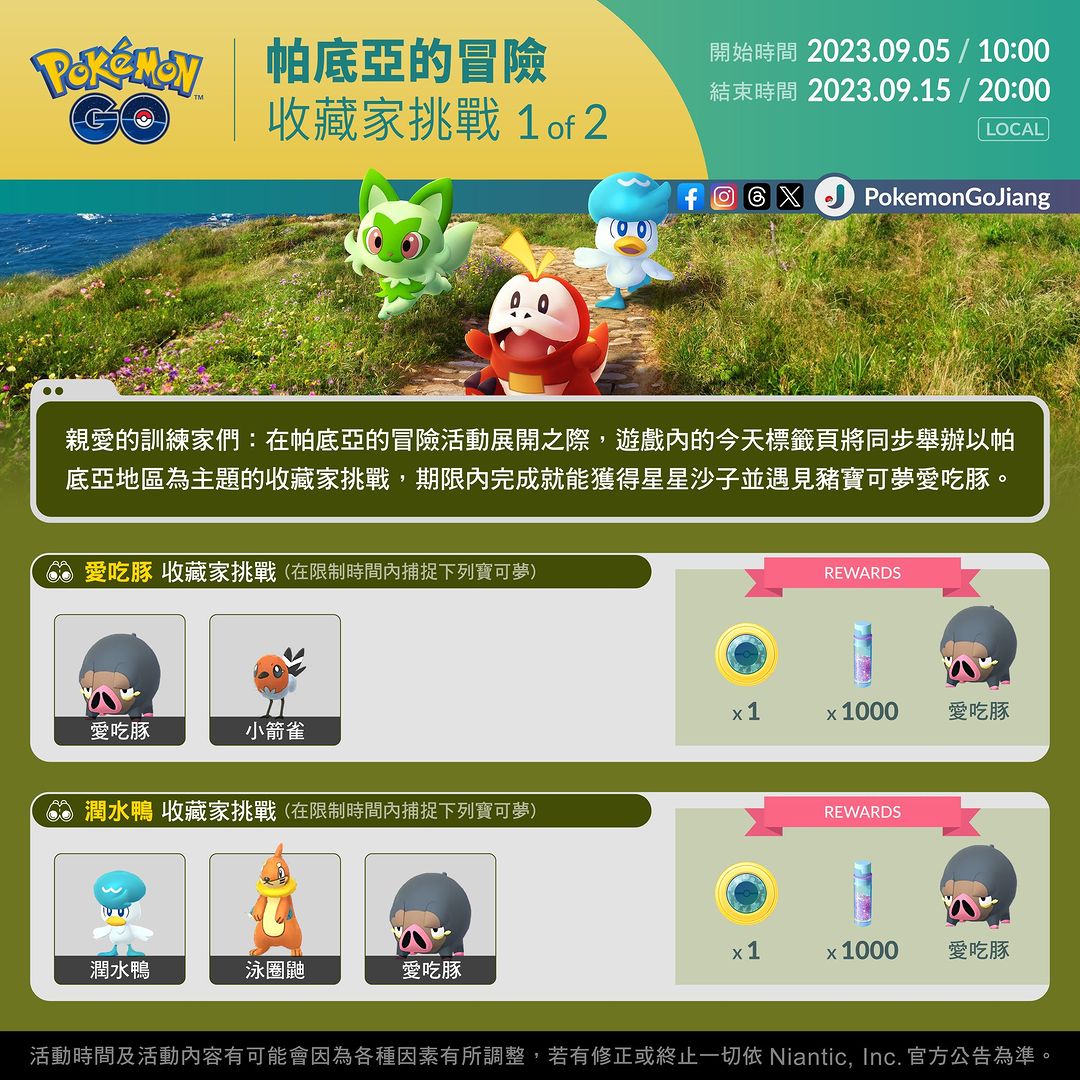 POKÉMON
GO
TM
帕底亞的冒險
收藏家挑戰 1 of 2
開始時間 2023.09.05 / 10:00
結束時間 2023.09.15 / 20:00
LOCAL
PokemonGoJiang
親愛的訓練家們：在帕底亞的冒險活動展開之際，遊戲內的今天標籤頁將同步舉辦以帕
底亞地區為主題的收藏家挑戰，期限內完成就能獲得星星沙子並遇見豬寶可夢愛吃豚。
愛吃豚 收藏家挑戰 (在限制時間內捕捉下列寶可夢)
愛吃豚
小箭雀
REWARDS
x 1
x 1000
愛吃豚
潤水鴨 收藏家挑戰 (在限制時間內捕捉下列寶可夢)
潤水鴨
泳圈鼬
愛吃豚
REWARDS
x 1
x 1000
愛吃豚
活動時間及活動內容有可能會因為各種因素有所調整，若有修正或終止一切依 Niantic, Inc. 官方公告為準。